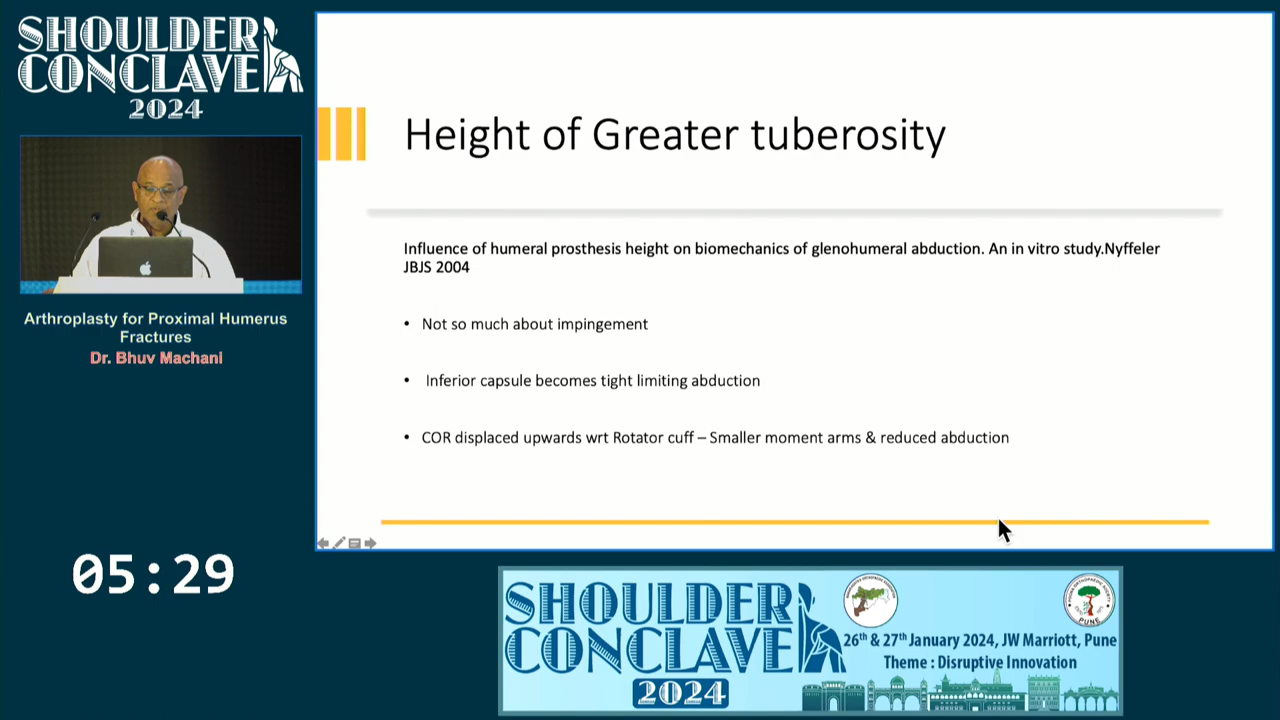 SHOULDER
CONCLAVE
2024
Arthroplasty for Proximal Humerus
Fractures
Dr. Bhuv Machani
05:29
Height of Greater tuberosity
Influence of humeral prosthesis height on biomechanics of glenohumeral abduction. An in vitro study.Nyffeler
JBJS 2004
• Not so much about impingement
• Inferior capsule becomes tight limiting abduction
• COR displaced upwards wrt Rotator cuff – Smaller moment arms & reduced abduction
SHOULDER
CONCLAVE
2024
26th & 27th January 2024, JW Marriott, Pune
Theme : Disruptive Innovation
PUNE